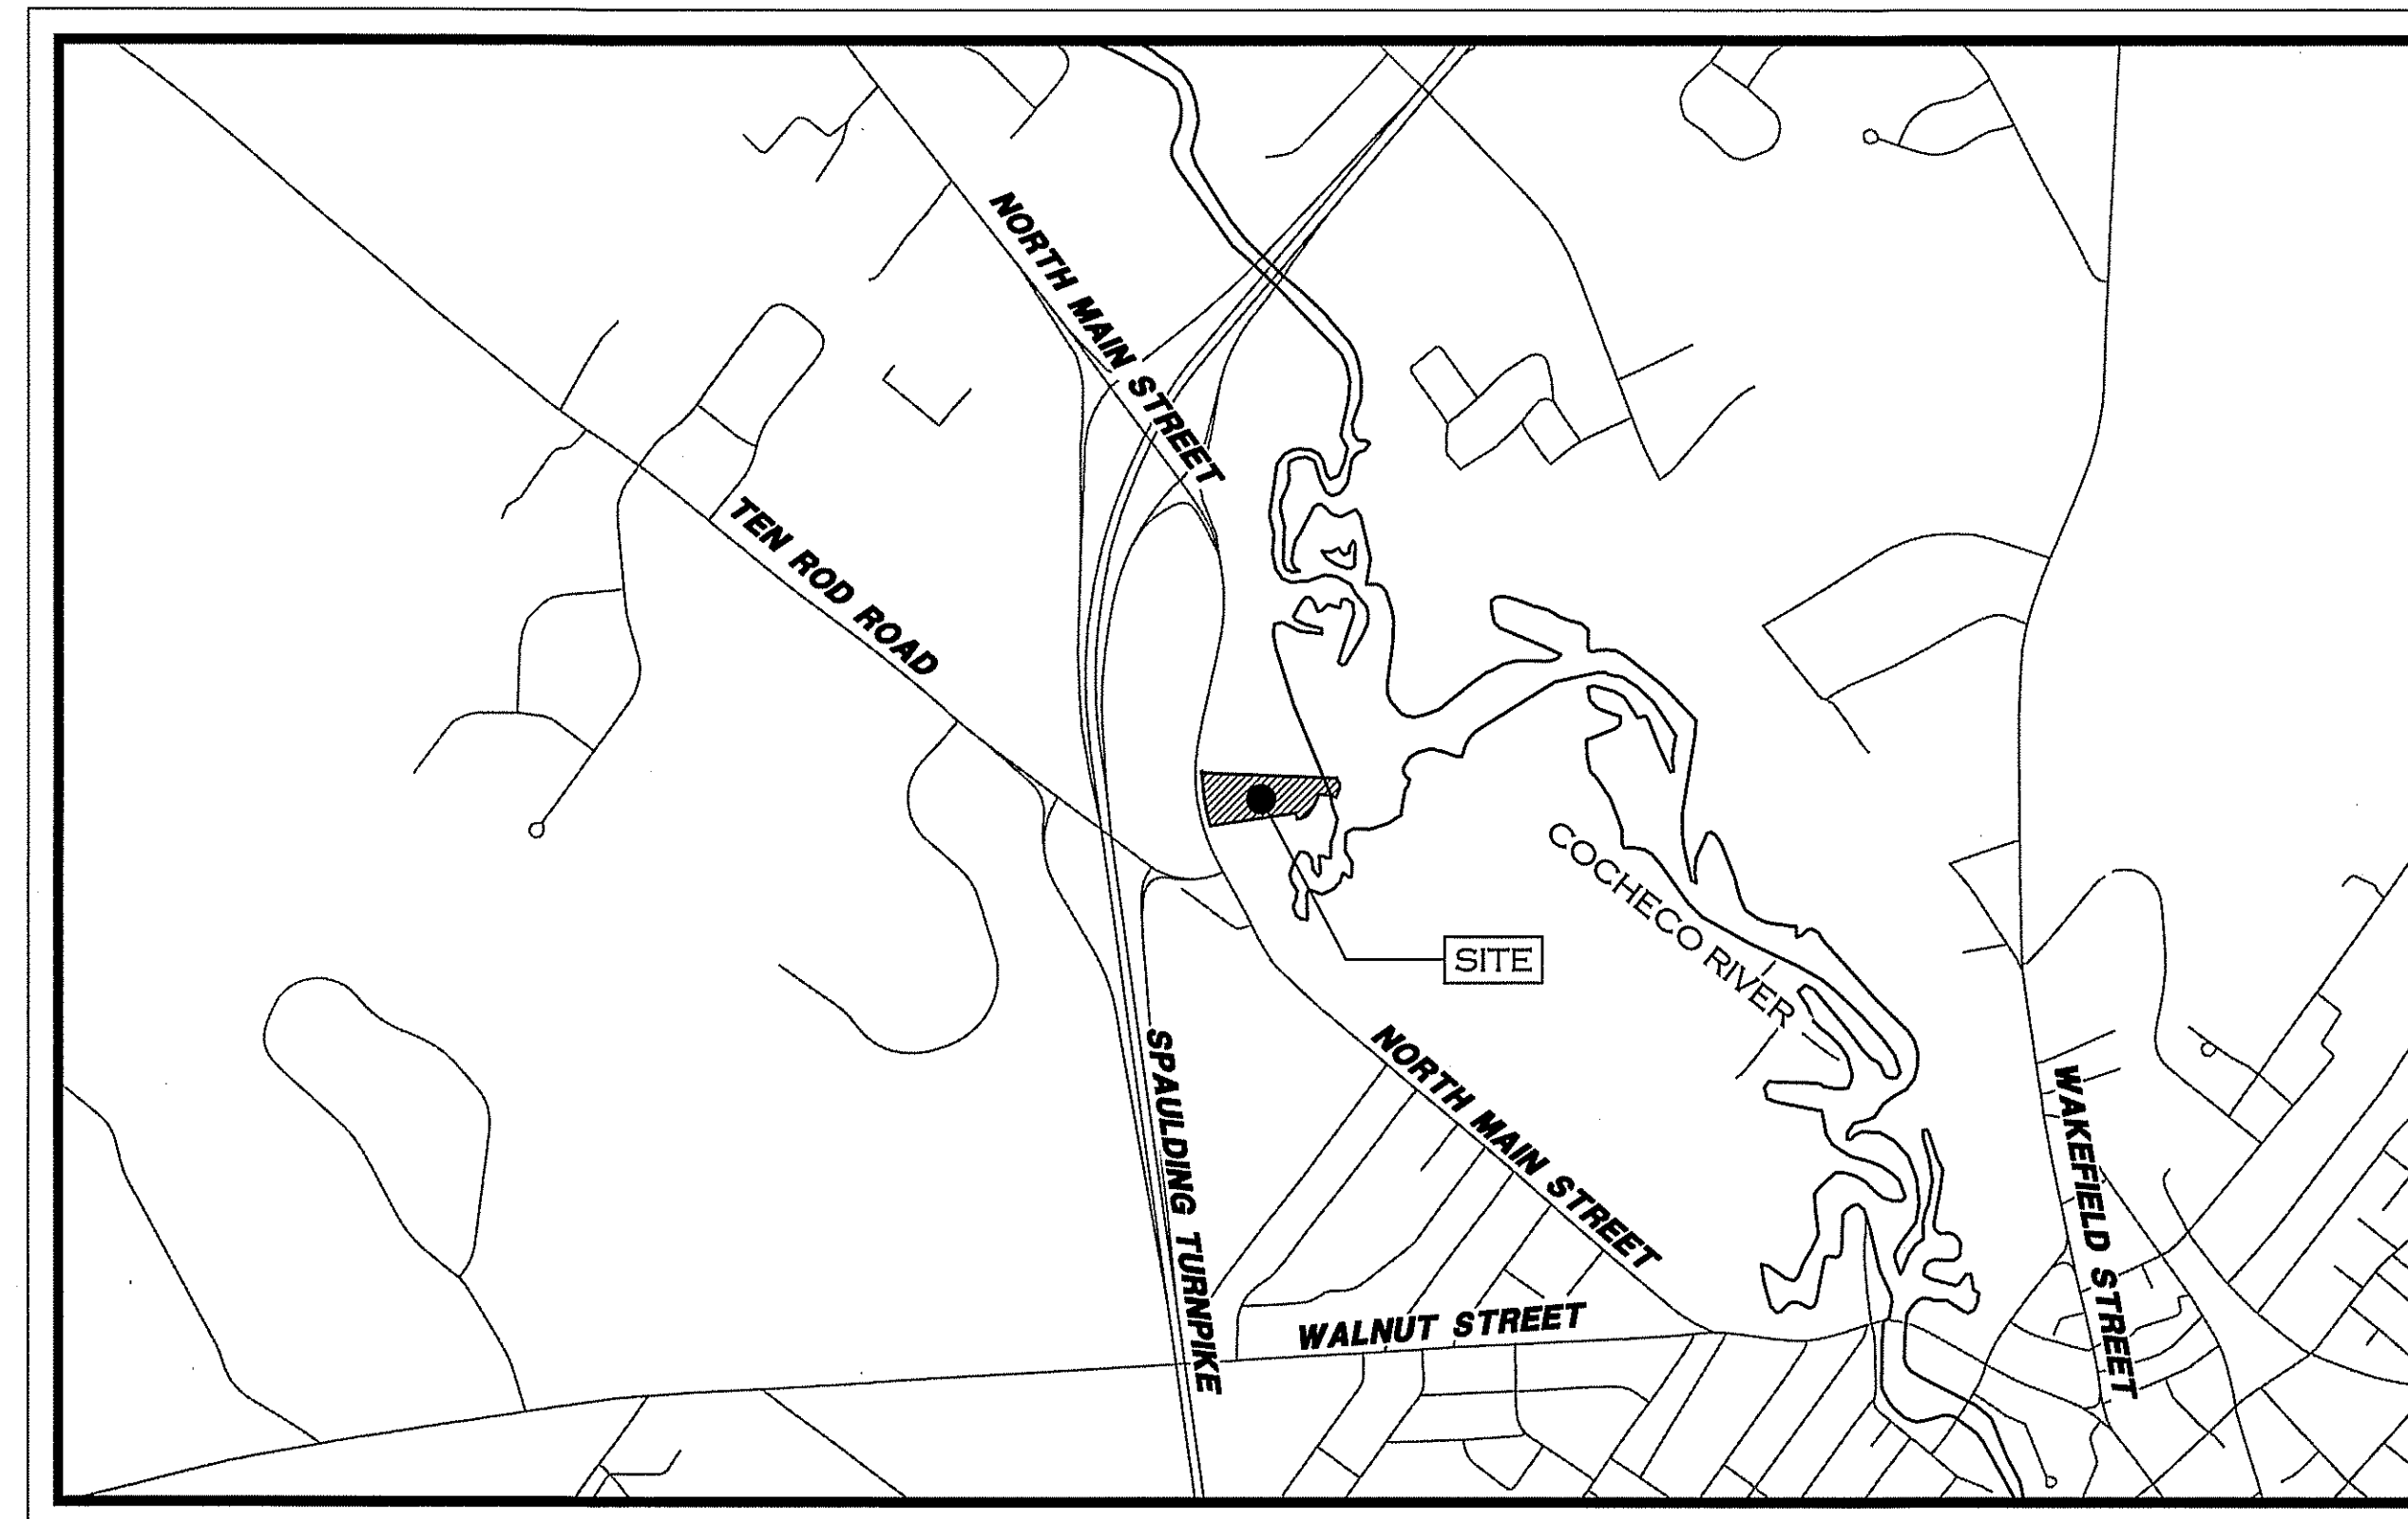 NORTH MAIN STREET
TEN ROD ROAD
COCHECO RIVER
SITE
SPAULDING TURNPIKE
NORTH MAIN STREET
WAKEFIELD STREET
WALNUT STREET